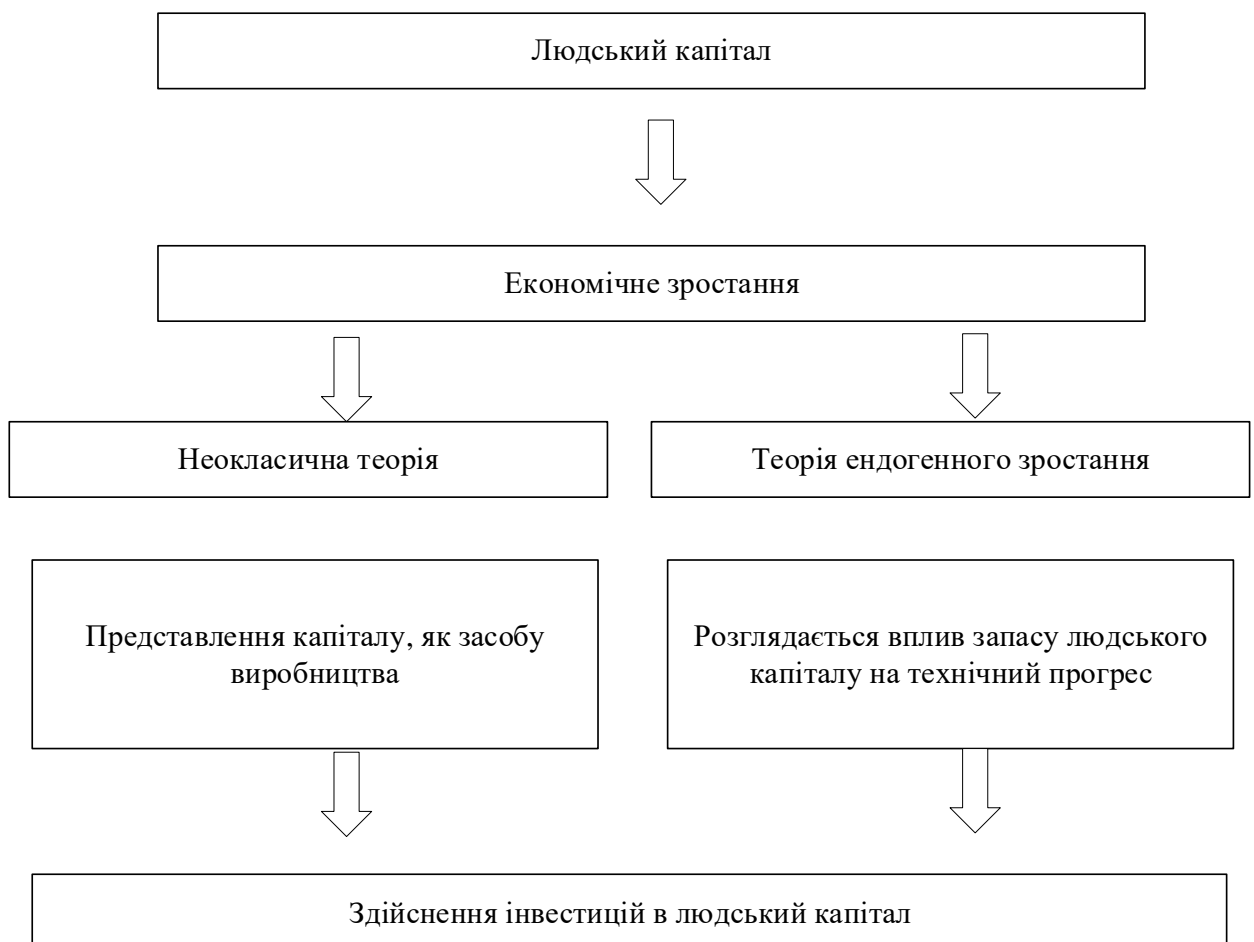 Людський капітал
Економічне зростання
Неокласична теорія
Теорія ендогенного зростання
Представлення капіталу, як засобу
виробництва
Розглядається вплив запасу людського
капіталу на технічний прогрес
Здійснення інвестицій в людський капітал